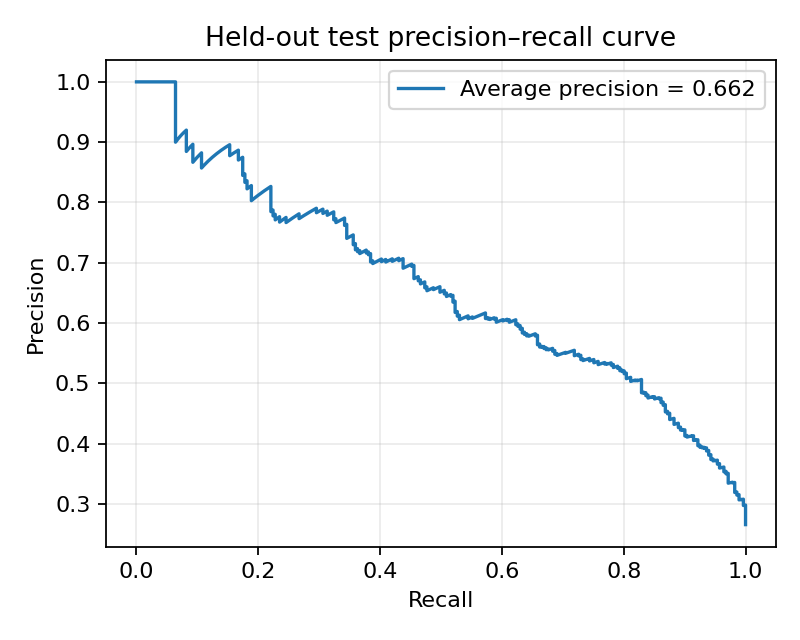 Held-out test precision–recall curve
Average precision = 0.662
Precision
1.0
0.9
0.8
0.7
0.6
0.5
0.4
0.3
0.0 0.2 0.4 0.6 0.8 1.0
Recall